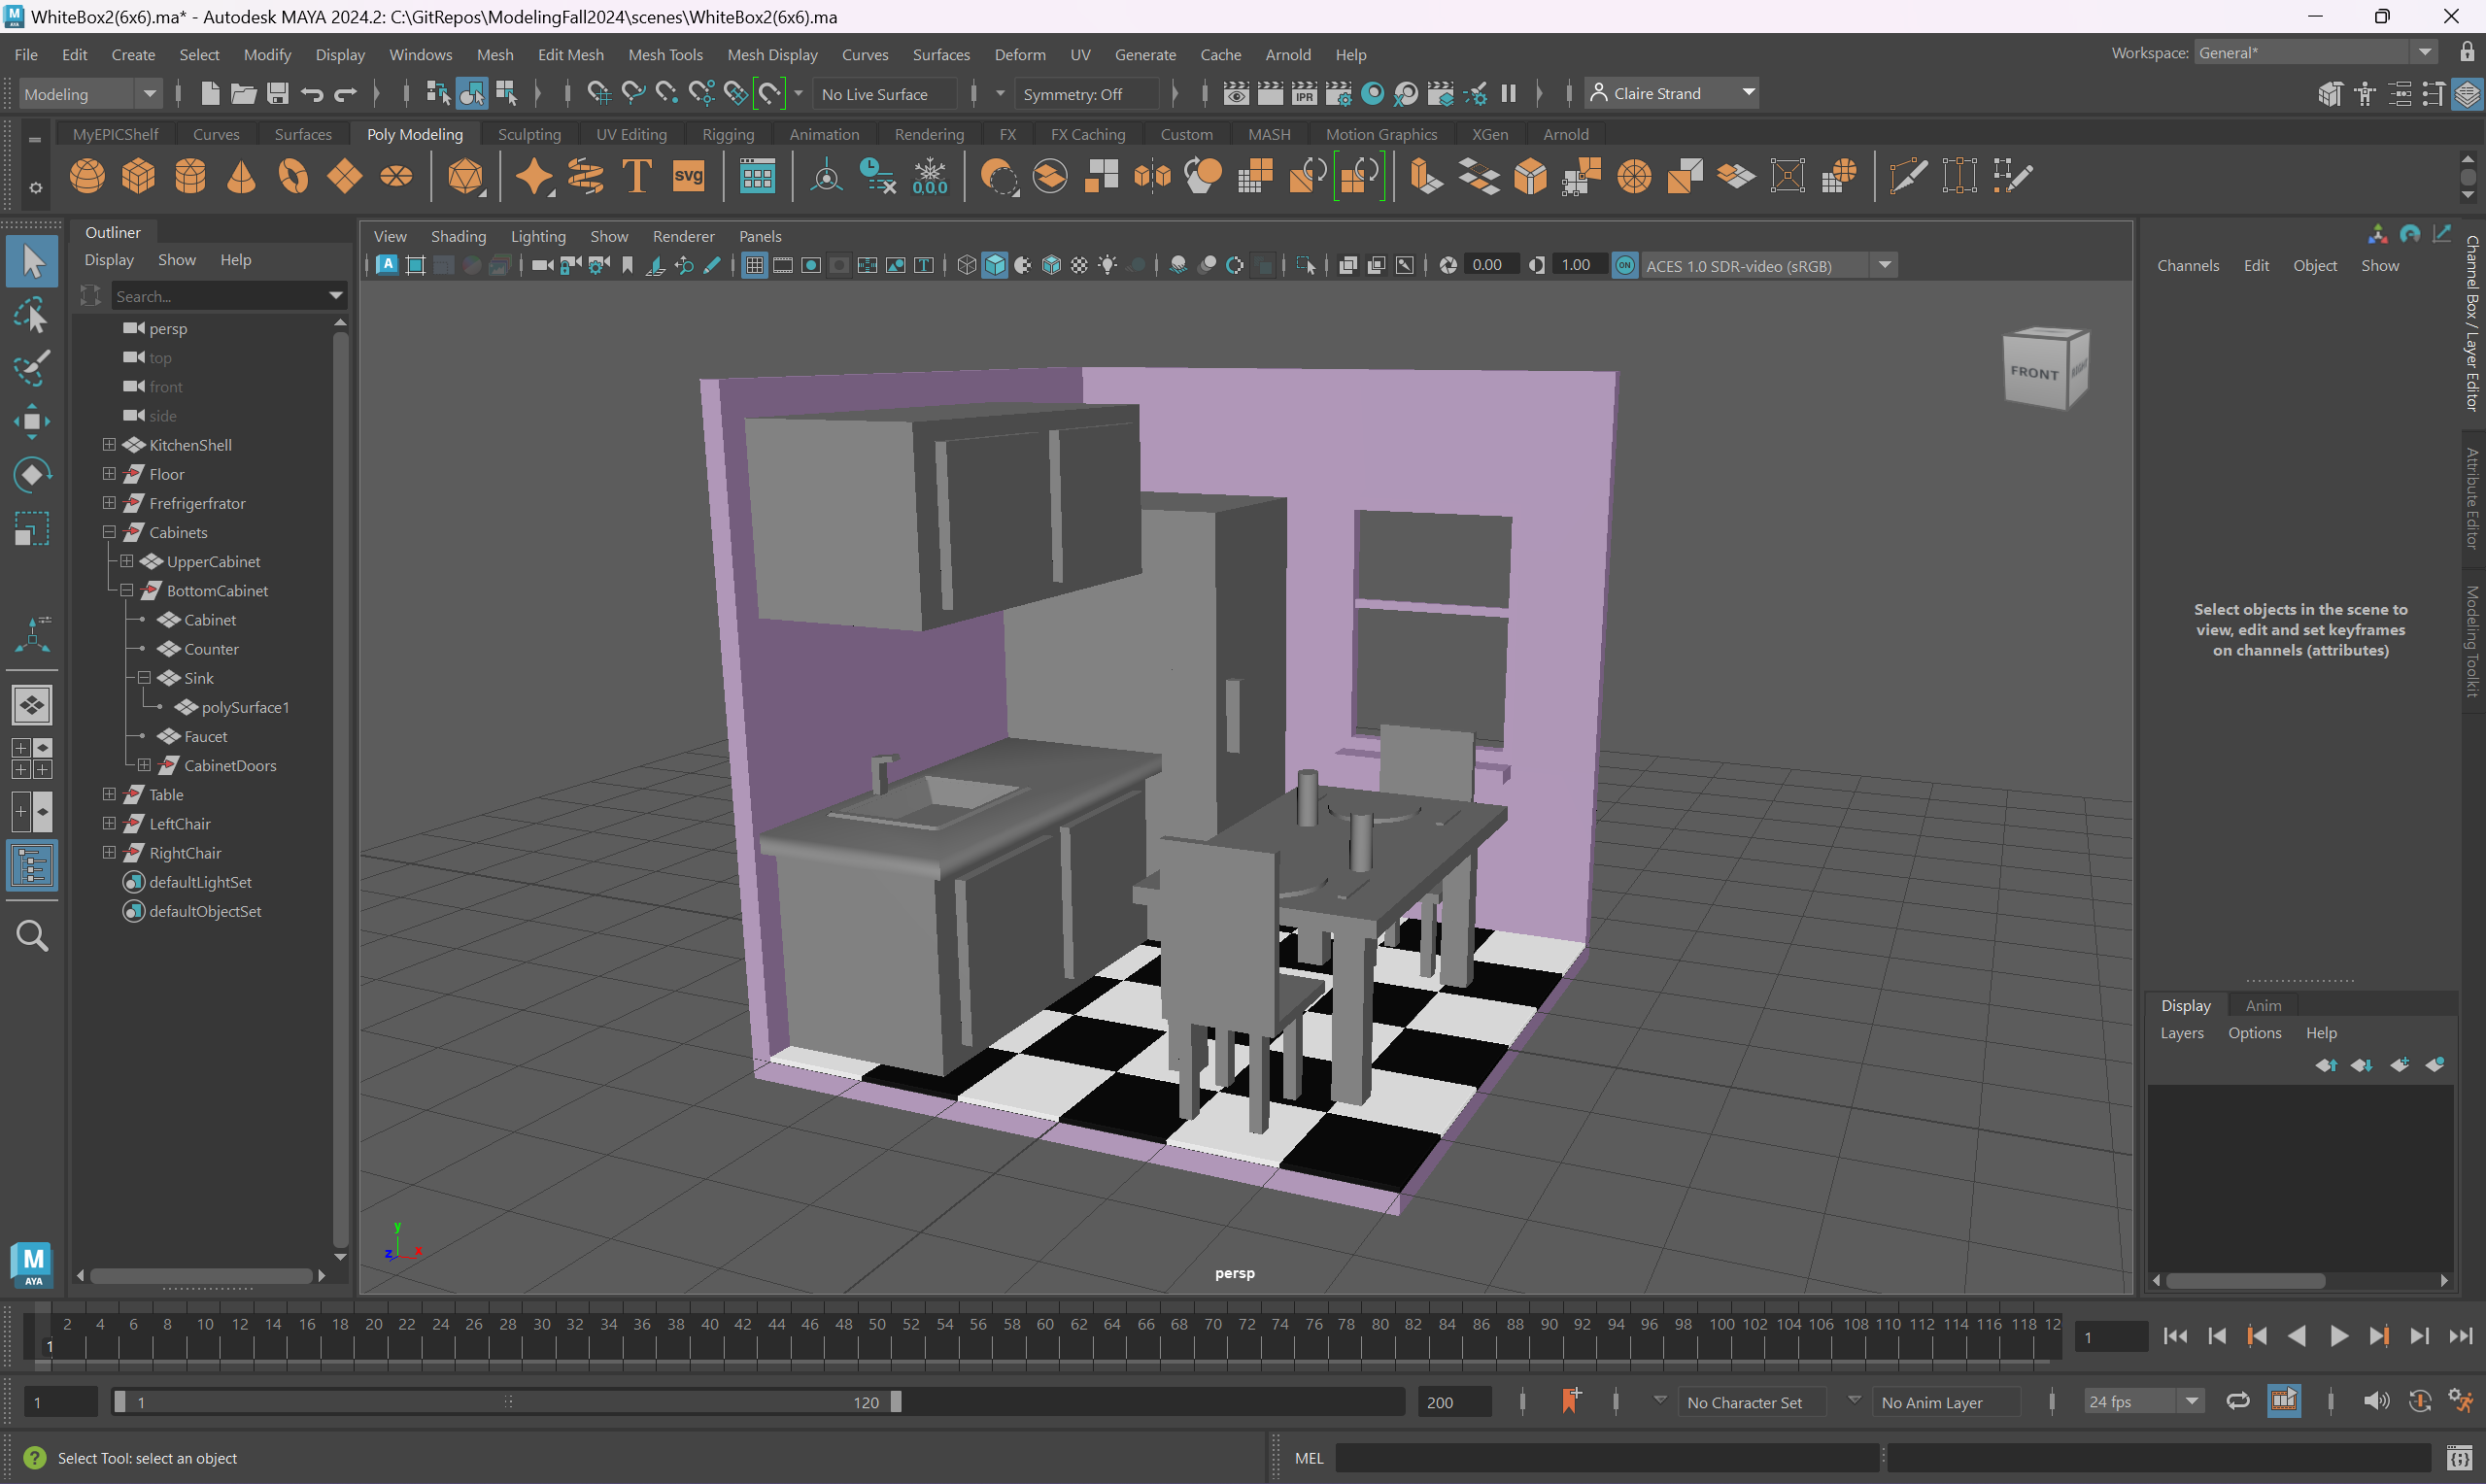 WhiteBox2(6x6).ma* - Autodesk MAYA 2024.2: C:\GitRepos\ModelingFall2024\scenes\WhiteBox2(6x6).ma
File Edit Create Select Modify Display Windows Mesh Edit Mesh Mesh Tools Mesh Display Curves Surfaces Deform UV Generate Cache Arnold Help Workspace: General*
Modeling No Live Surface Symmetry: Off IPR Claire Strand
MyEPICShelf Curves Surfaces Poly Modeling Sculpting UV Editing Rigging Animation Rendering FX FX Caching Custom MASH Motion Graphics XGen Arnold
T svg 0,0,0
Outliner
Display Show Help
Search...
persp
top
front
side
KitchenShell
Floor
Frefrigerfrator
Cabinets
UpperCabinet
BottomCabinet
Cabinet
Counter
Sink
polySurface1
Faucet
CabinetDoors
Table
LeftChair
RightChair
defaultLightSet
defaultObjectSet
M
AYA
View Shading Lighting Show Renderer Panels
A T 0.00 1.00 ON ACES 1.0 SDR-video (sRGB)
FRONT
RIGHT
y
z x
persp
Channels Edit Object Show
Select objects in the scene to
view, edit and set keyframes
on channels (attributes)
Channel Box / Layer Editor
Attribute Editor
Modeling Toolkit
Display Anim
Layers Options Help
2 4 6 8 10 12 14 16 18 20 22 24 26 28 30 32 34 36 38 40 42 44 46 48 50 52 54 56 58 60 62 64 66 68 70 72 74 76 78 80 82 84 86 88 90 92 94 96 98 100 102 104 106 108 110 112 114 116 118 12
1 1
1 1 120 200 No Character Set No Anim Layer 24 fps
? Select Tool: select an object MEL